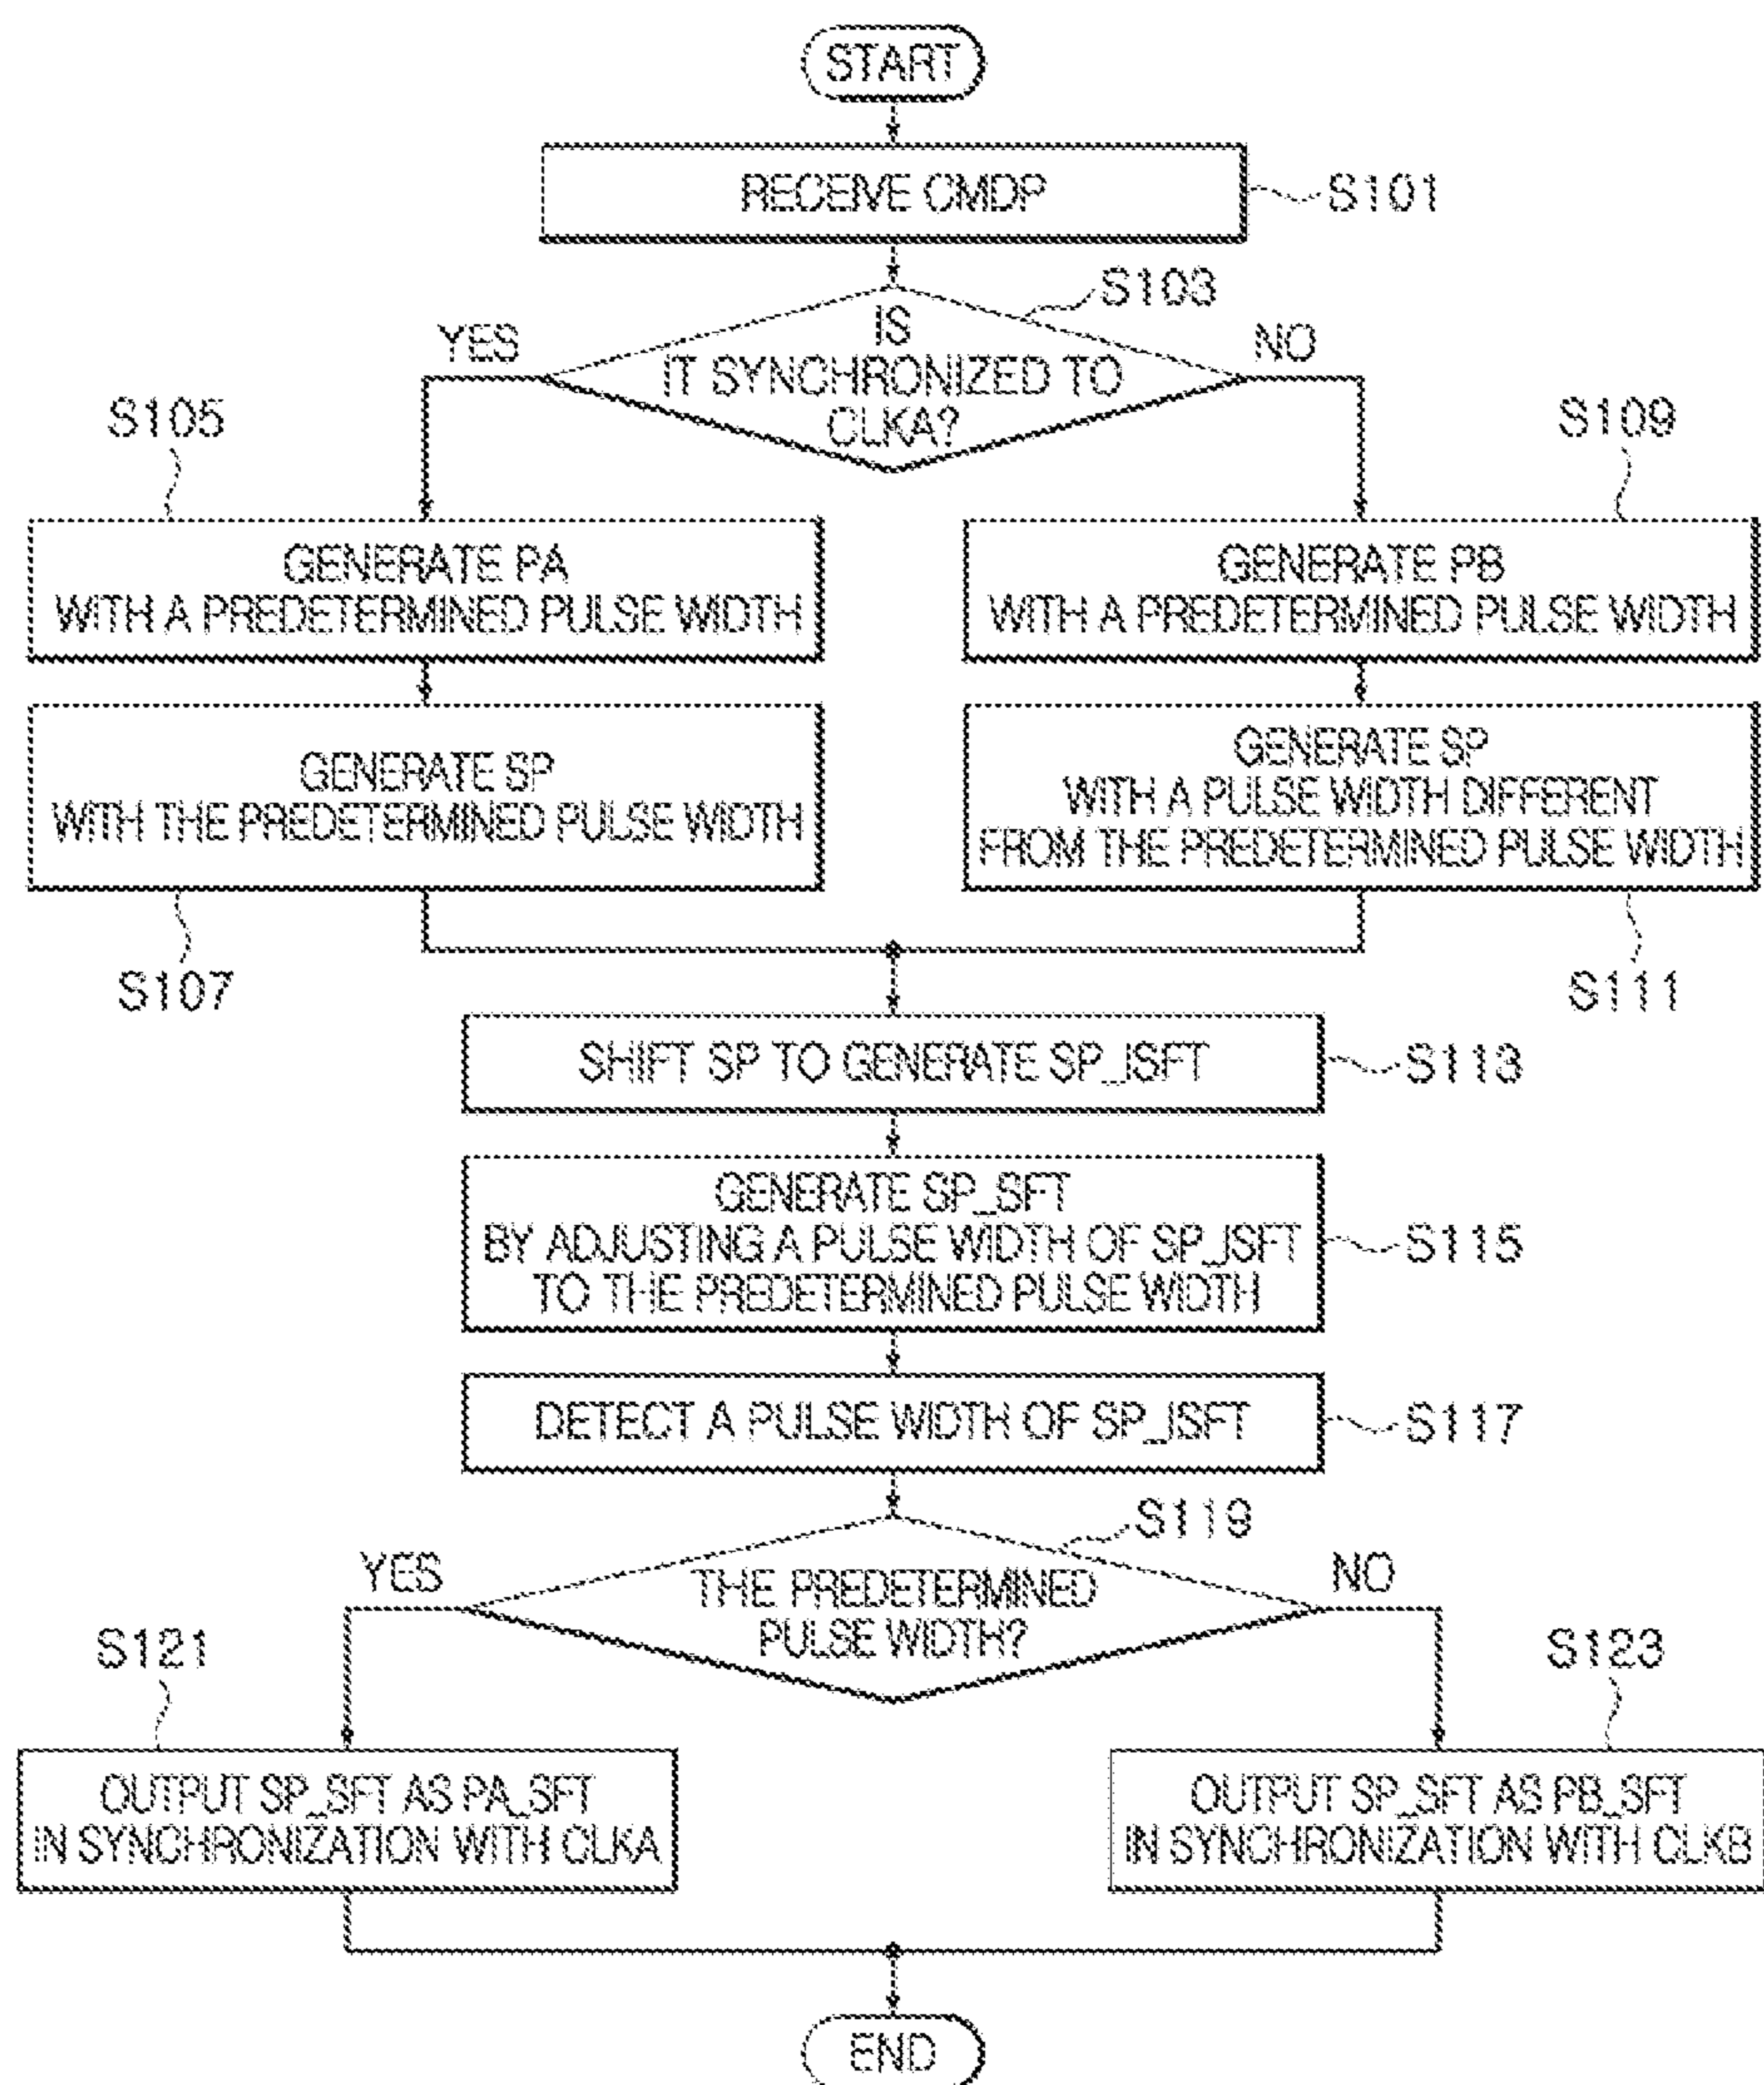 START
RECEIVE CMDP
S101
S103
IS
IT SYNCHRONIZED TO
CLKA?
YES
NO
S105
S109
GENERATE PA
WITH A PREDETERMINED PULSE WIDTH
GENERATE PB
WITH A PREDETERMINED PULSE WIDTH
GENERATE SP
WITH THE PREDETERMINED PULSE WIDTH
GENERATE SP
WITH A PULSE WIDTH DIFFERENT
FROM THE PREDETERMINED PULSE WIDTH
S107
S111
SHIFT SP TO GENERATE SP_ISFT
S113
GENERATE SP_SFT
BY ADJUSTING A PULSE WIDTH OF SP_ISFT
TO THE PREDETERMINED PULSE WIDTH
S115
DETECT A PULSE WIDTH OF SP_ISFT
S117
S119
YES
NO
THE PREDETERMINED
PULSE WIDTH?
S121
S123
OUTPUT SP_SFT AS PA_SFT
IN SYNCHRONIZATION WITH CLKA
OUTPUT SP_SFT AS PB_SFT
IN SYNCHRONIZATION WITH CLKB
END